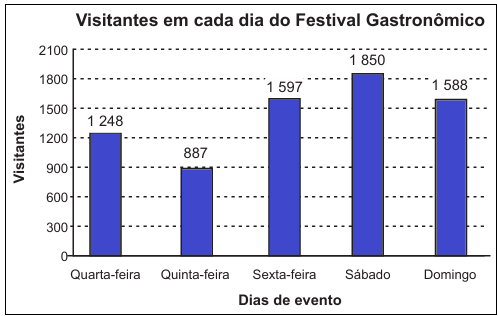 Visitantes em cada dia do Festival Gastronômico
Visitantes
2100
1800
1500
1200
900
600
300
0
1 248
887
1 597
1 850
1 588
Quarta-feira
Quinta-feira
Sexta-feira
Sábado
Domingo
Dias de evento